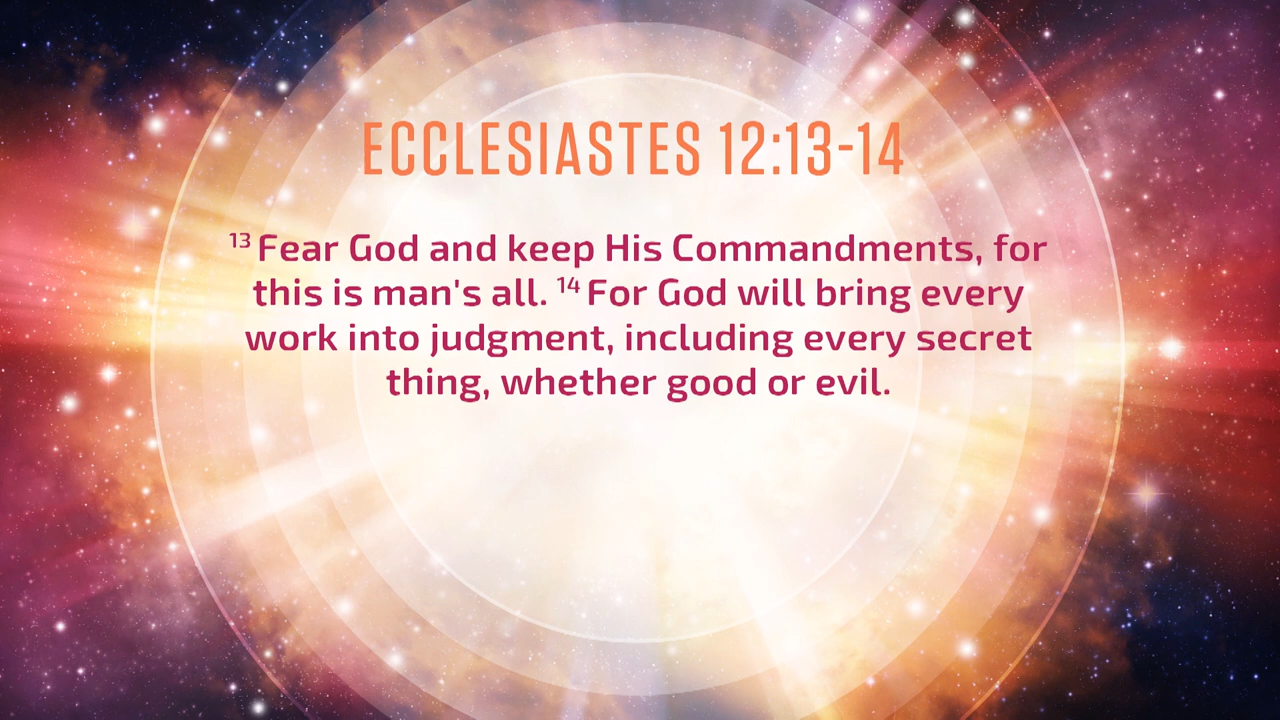 ECCLESIASTES 12:13-14
13 Fear God and keep His Commandments, for
this is man's all. 14 For God will bring every
work into judgment, including every secret
thing, whether good or evil.